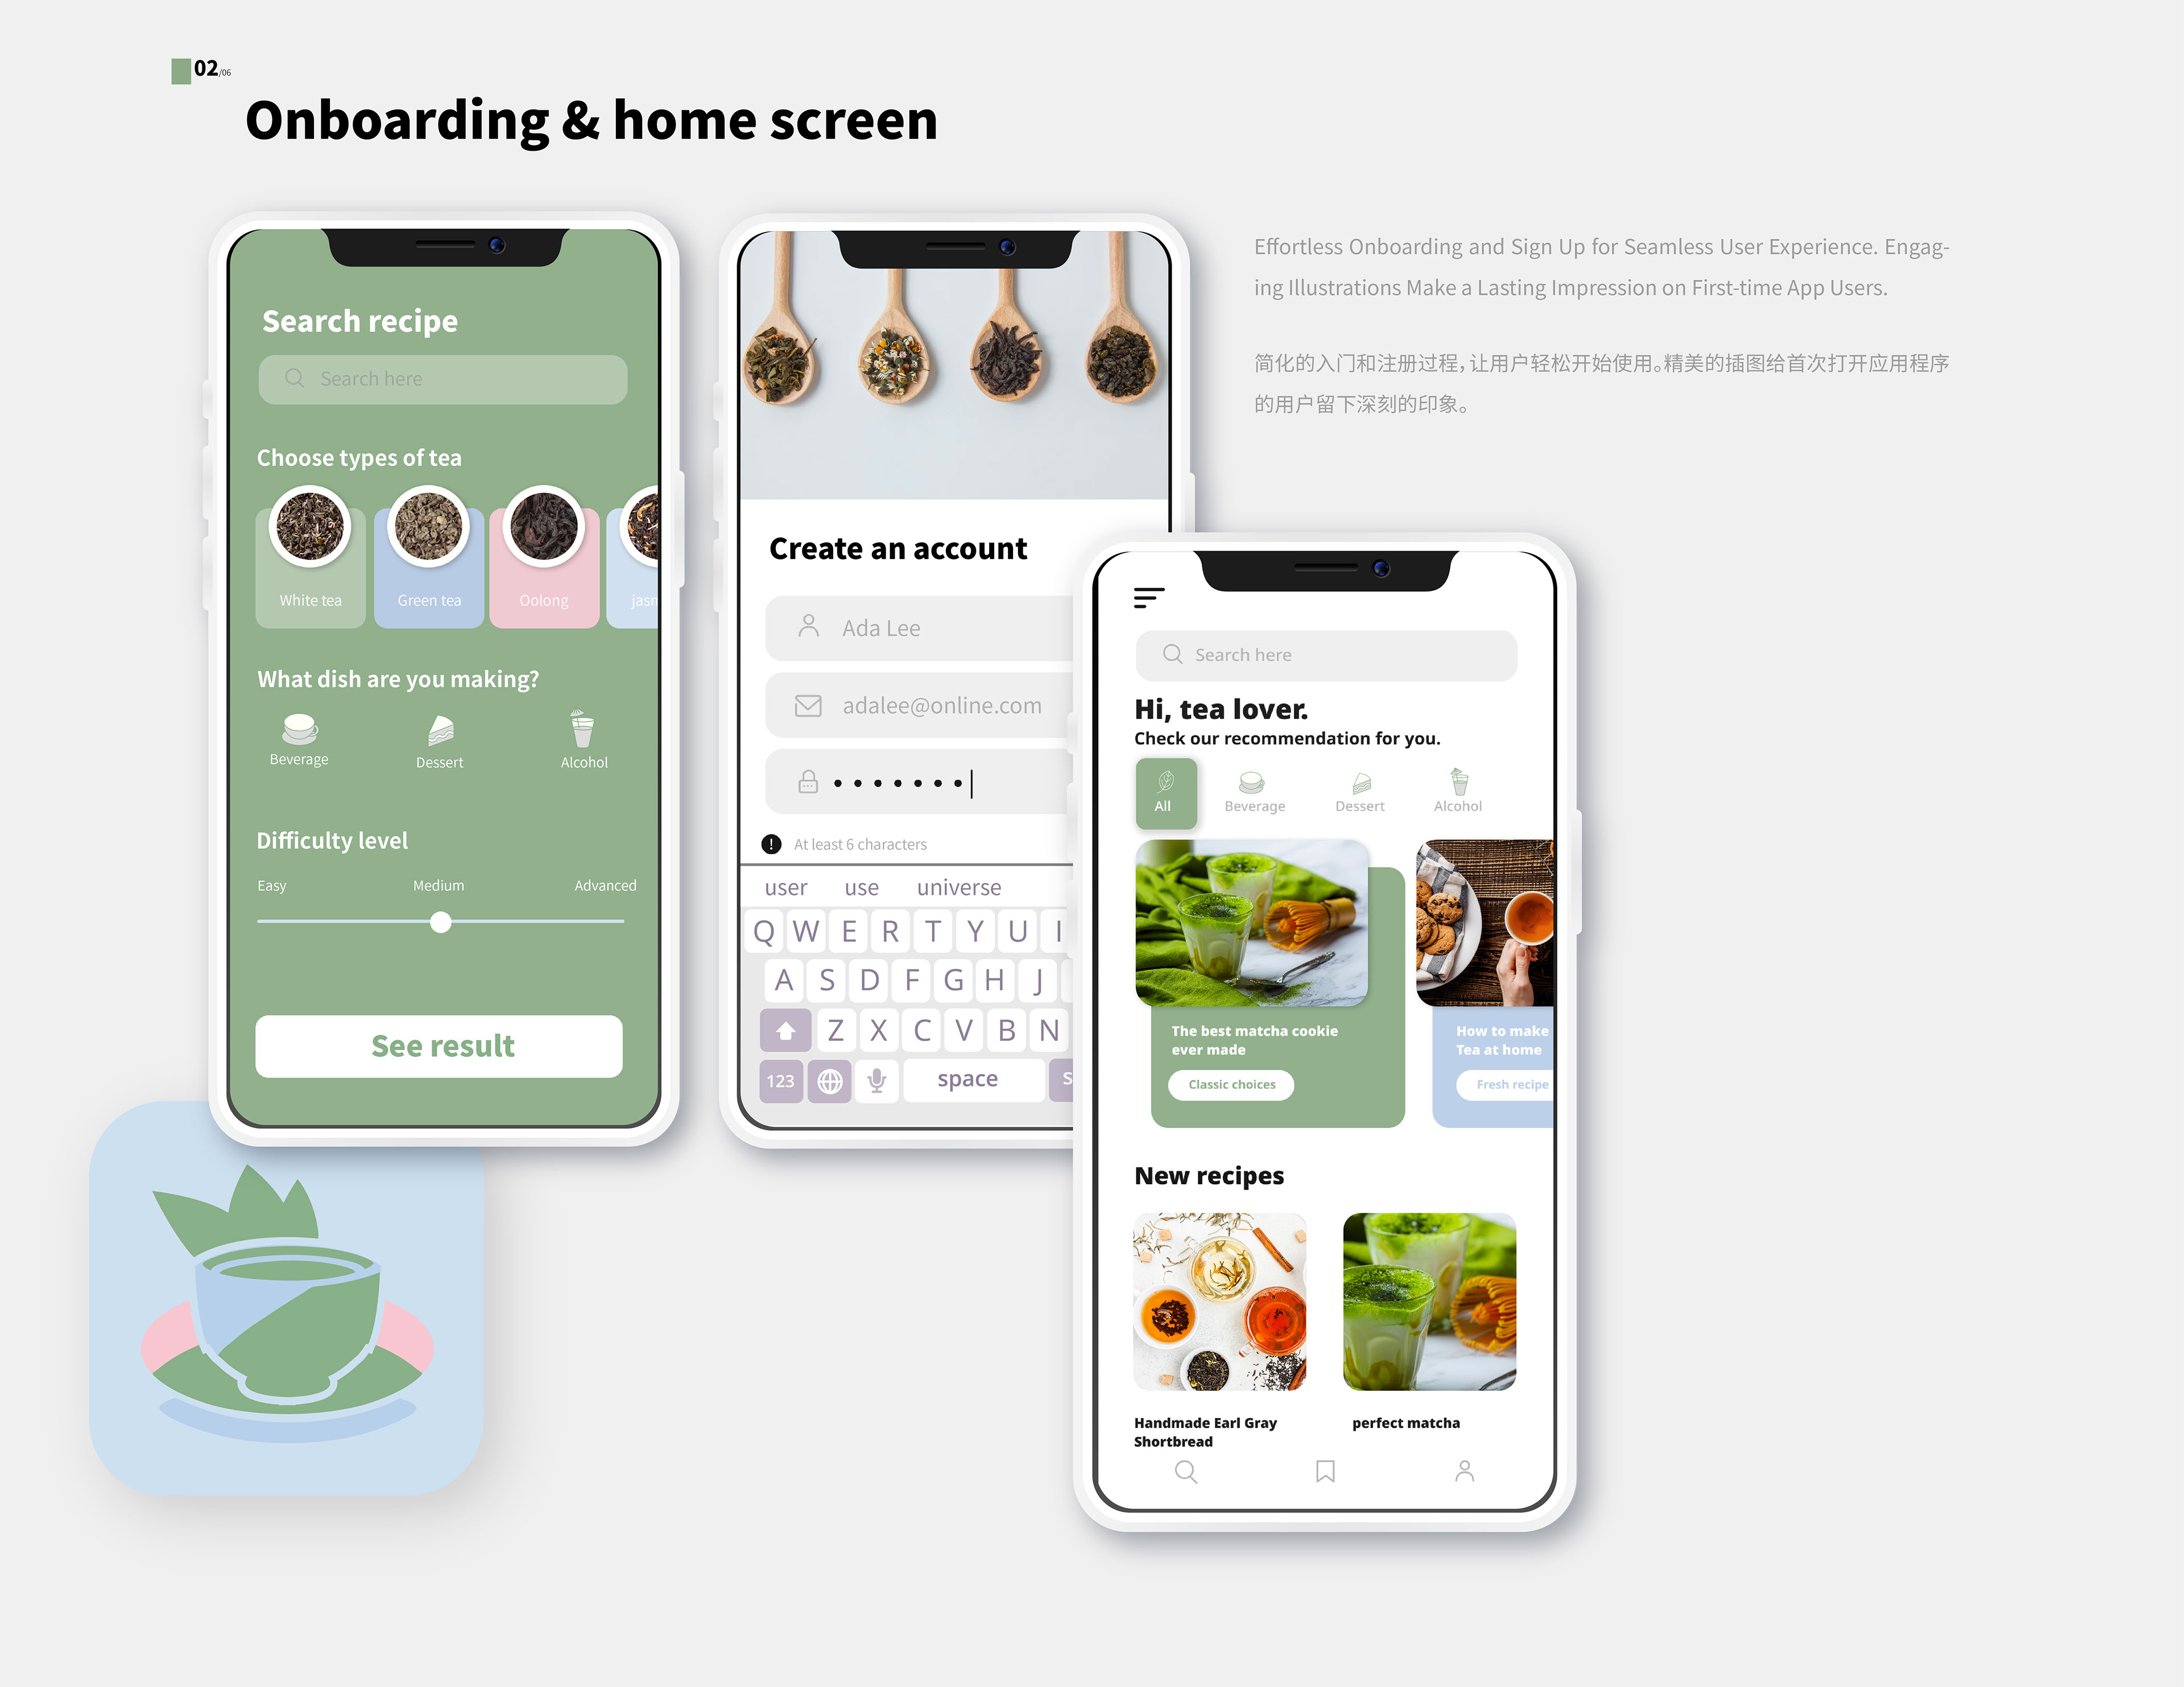 02/06
Onboarding & home screen
Effortless Onboarding and Sign Up for Seamless User Experience. Engag-
ing Illustrations Make a Lasting Impression on First-time App Users.
简化的入门和注册过程，让用户轻松开始使用。精美的插图给首次打开应用程序
的用户留下深刻的印象。
Search recipe
Search here
Choose types of tea
White tea
Green tea
Oolong
jasm
What dish are you making?
Beverage
Dessert
Alcohol
Difficulty level
Easy
Medium
Advanced
See result
Create an account
Ada Lee
adalee@online.com
At least 6 characters
user use universe
Q W E R T Y U I
A S D F G H J
Z X C V B N
123 space S
Search here
Hi, tea lover.
Check our recommendation for you.
All
Beverage
Dessert
Alcohol
The best matcha cookie
ever made
Classic choices
How to make
Tea at home
Fresh recipe
New recipes
Handmade Earl Gray
Shortbread
perfect matcha